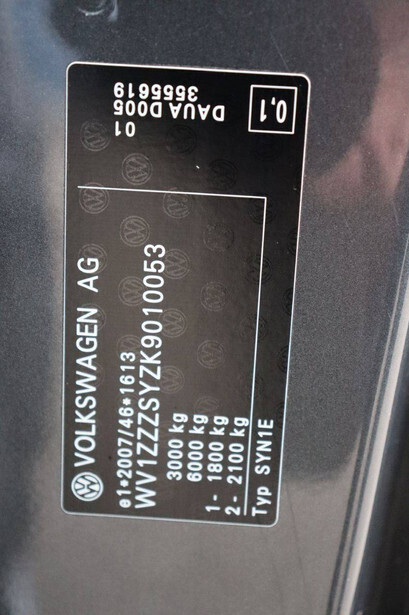 VOLKSWAGEN AG
e1*2007/46*1613
WV1ZZZSYZK9010053
3000 kg
6000 kg
1- 1800 kg
2- 2100 kg
Typ SYN1E
01
DAUA D005
3555619
0,1